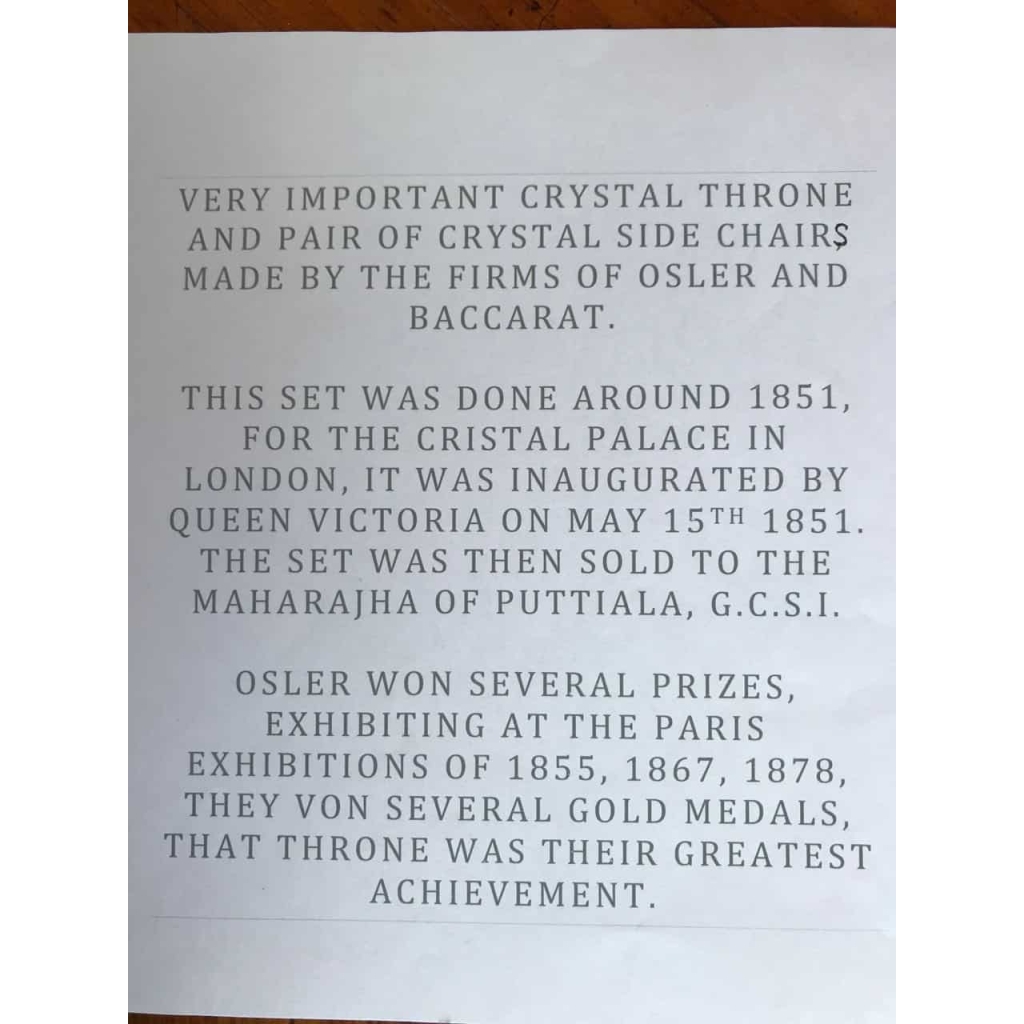 VERY IMPORTANT CRYSTAL THRONE
AND PAIR OF CRYSTAL SIDE CHAIRS
MADE BY THE FIRMS OF OSLER AND
BACCARAT.
THIS SET WAS DONE AROUND 1851,
FOR THE CRISTAL PALACE IN
LONDON, IT WAS INAUGURATED BY
QUEEN VICTORIA ON MAY 15TH 1851.
THE SET WAS THEN SOLD TO THE
MAHARAJHA OF PUTTIALA, G.C.S.I.
OSLER WON SEVERAL PRIZES,
EXHIBITING AT THE PARIS
EXHIBITIONS OF 1855, 1867, 1878,
THEY VON SEVERAL GOLD MEDALS,
THAT THRONE WAS THEIR GREATEST
ACHIEVEMENT.